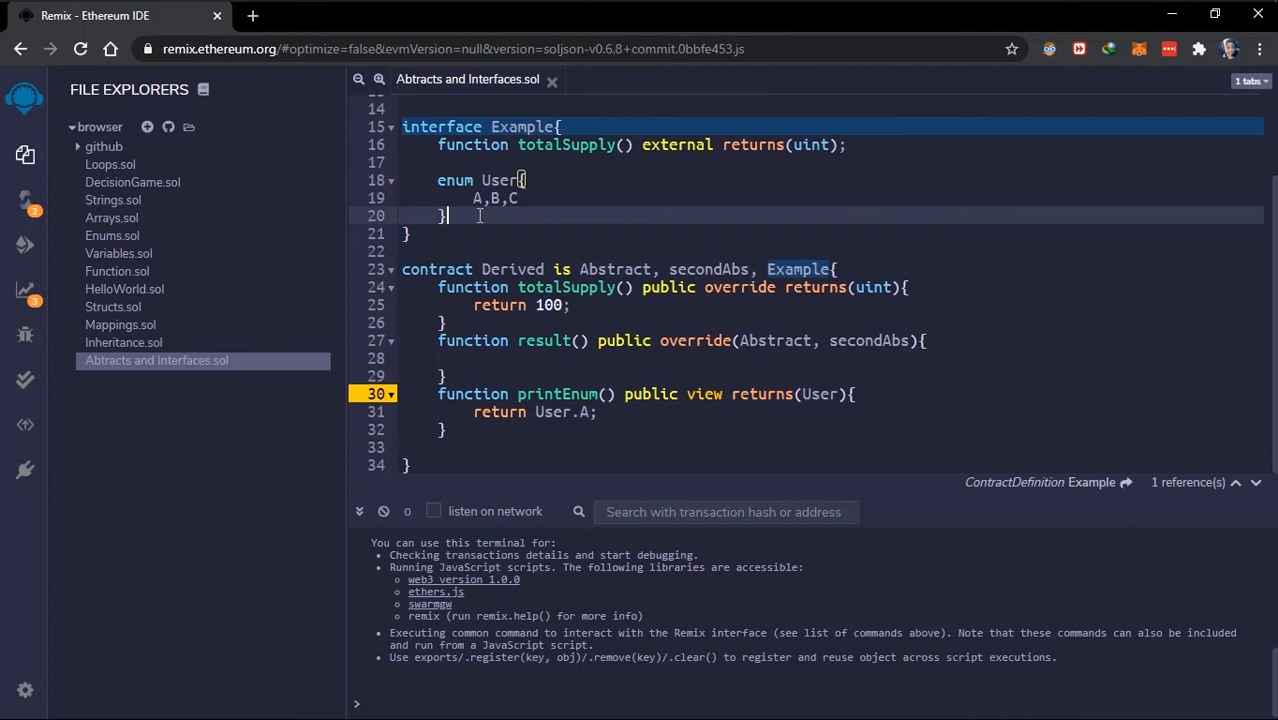 Remix - Ethereum IDE
remix.ethereum.org/#optimize=false&evmVersion=null&version=soljson-v0.6.8+commit.0bbfe453.js
FILE EXPLORERS
browser
github
Loops.sol
DecisionGame.sol
Strings.sol
Arrays.sol
Enums.sol
Variables.sol
Function.sol
HelloWorld.sol
Structs.sol
Mappings.sol
Inheritance.sol
Abtracts and Interfaces.sol
2
3
Abtracts and Interfaces.sol
1 tabs
14
15 interface Example{
16 function totalSupply() external returns(uint);
17
18 enum User{
19 A,B,C
20 }
21 }
22
23 contract Derived is Abstract, secondAbs, Example{
24 function totalSupply() public override returns(uint){
25 return 100;
26 }
27 function result() public override(Abstract, secondAbs){
28
29 }
30 function printEnum() public view returns(User){
31 return User.A;
32 }
33
34 }
ContractDefinition Example 1 reference(s)
0 listen on network Search with transaction hash or address
You can use this terminal for:
• Checking transactions details and start debugging.
• Running JavaScript scripts. The following libraries are accessible:
web3 version 1.0.0
ethers.js
swarmgw
remix (run remix.help() for more info)
• Executing common command to interact with the Remix interface (see list of commands above). Note that these commands can also be included
and run from a JavaScript script.
• Use exports/.register(key, obj)/.remove(key)/.clear() to register and reuse object across script executions.
>